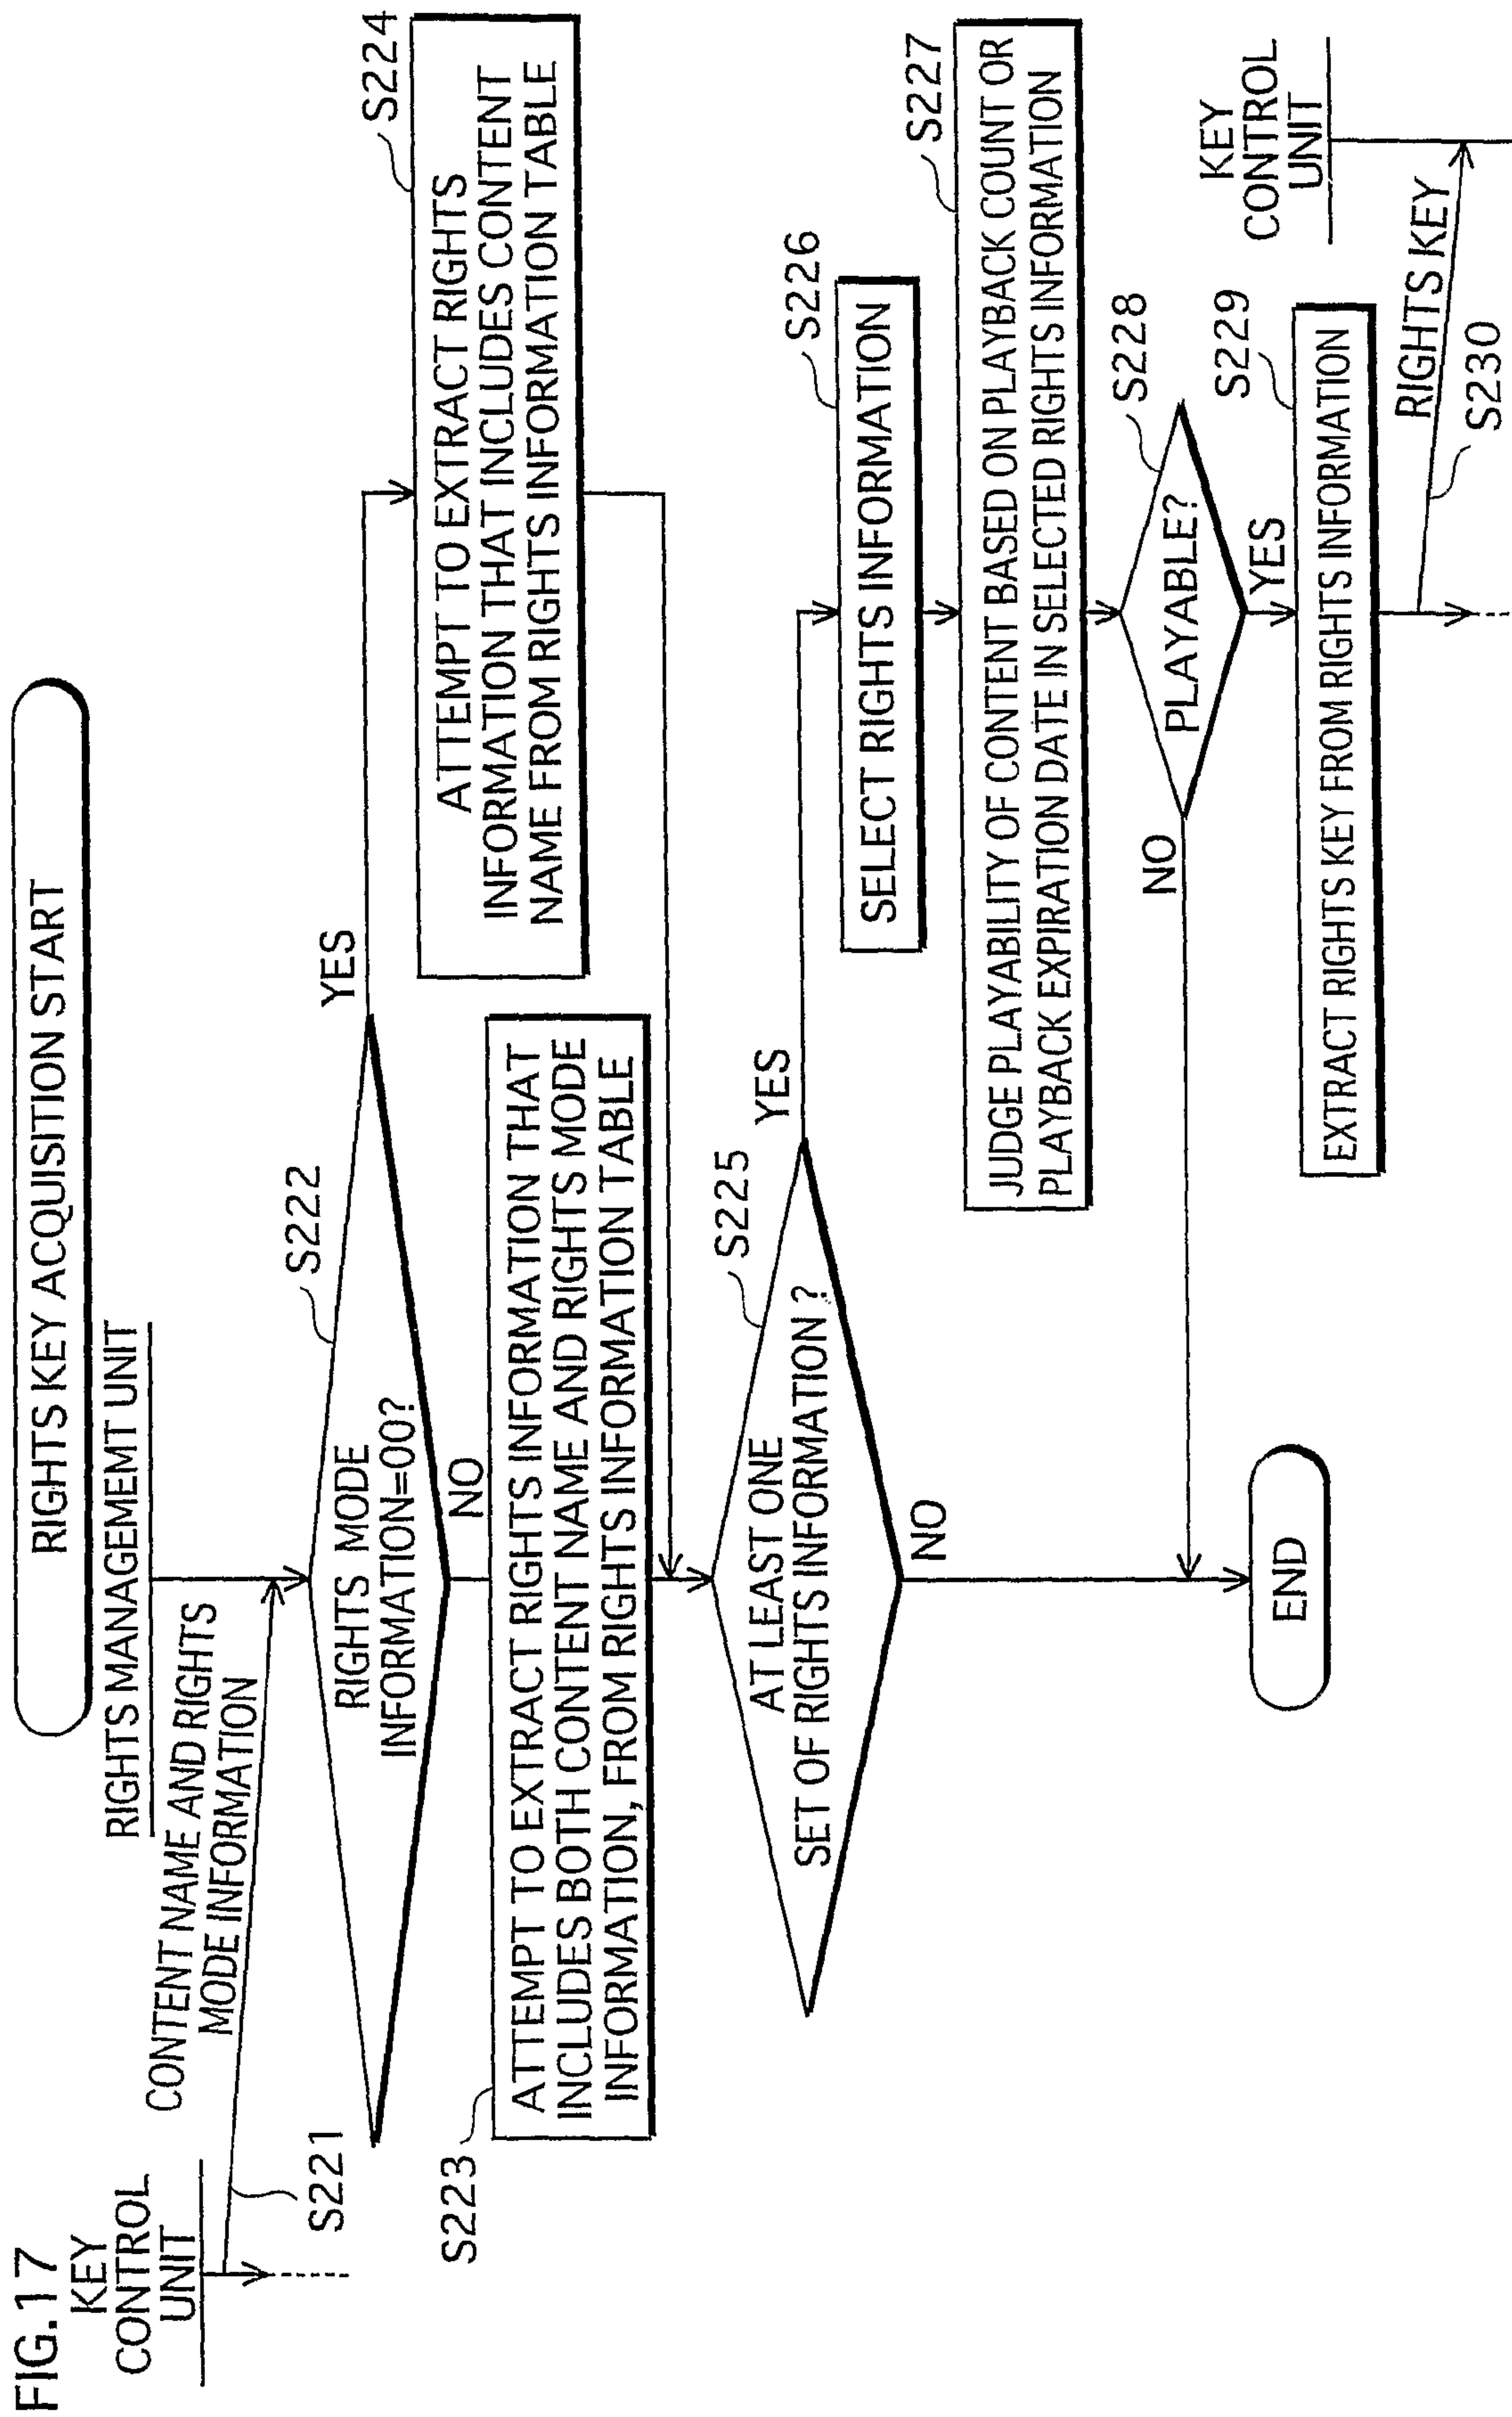 FIG.17
RIGHTS KEY ACQUISITION START
KEY
CONTROL
UNIT
RIGHTS MANAGEMEMT UNIT
CONTENT NAME AND RIGHTS
MODE INFORMATION
S221
S222
RIGHTS MODE
INFORMATION=00?
YES
NO
S223
ATTEMPT TO EXTRACT RIGHTS INFORMATION THAT
INCLUDES BOTH CONTENT NAME AND RIGHTS MODE
INFORMATION, FROM RIGHTS INFORMATION TABLE
S224
ATTEMPT TO EXTRACT RIGHTS
INFORMATION THAT INCLUDES CONTENT
NAME FROM RIGHTS INFORMATION TABLE
S225
AT LEAST ONE
SET OF RIGHTS INFORMATION ?
YES
NO
S226
SELECT RIGHTS INFORMATION
S227
JUDGE PLAYABILITY OF CONTENT BASED ON PLAYBACK COUNT OR
PLAYBACK EXPIRATION DATE IN SELECTED RIGHTS INFORMATION
S228
PLAYABLE?
NO
YES
S229
EXTRACT RIGHTS KEY FROM RIGHTS INFORMATION
KEY
CONTROL
UNIT
RIGHTS KEY
S230
END